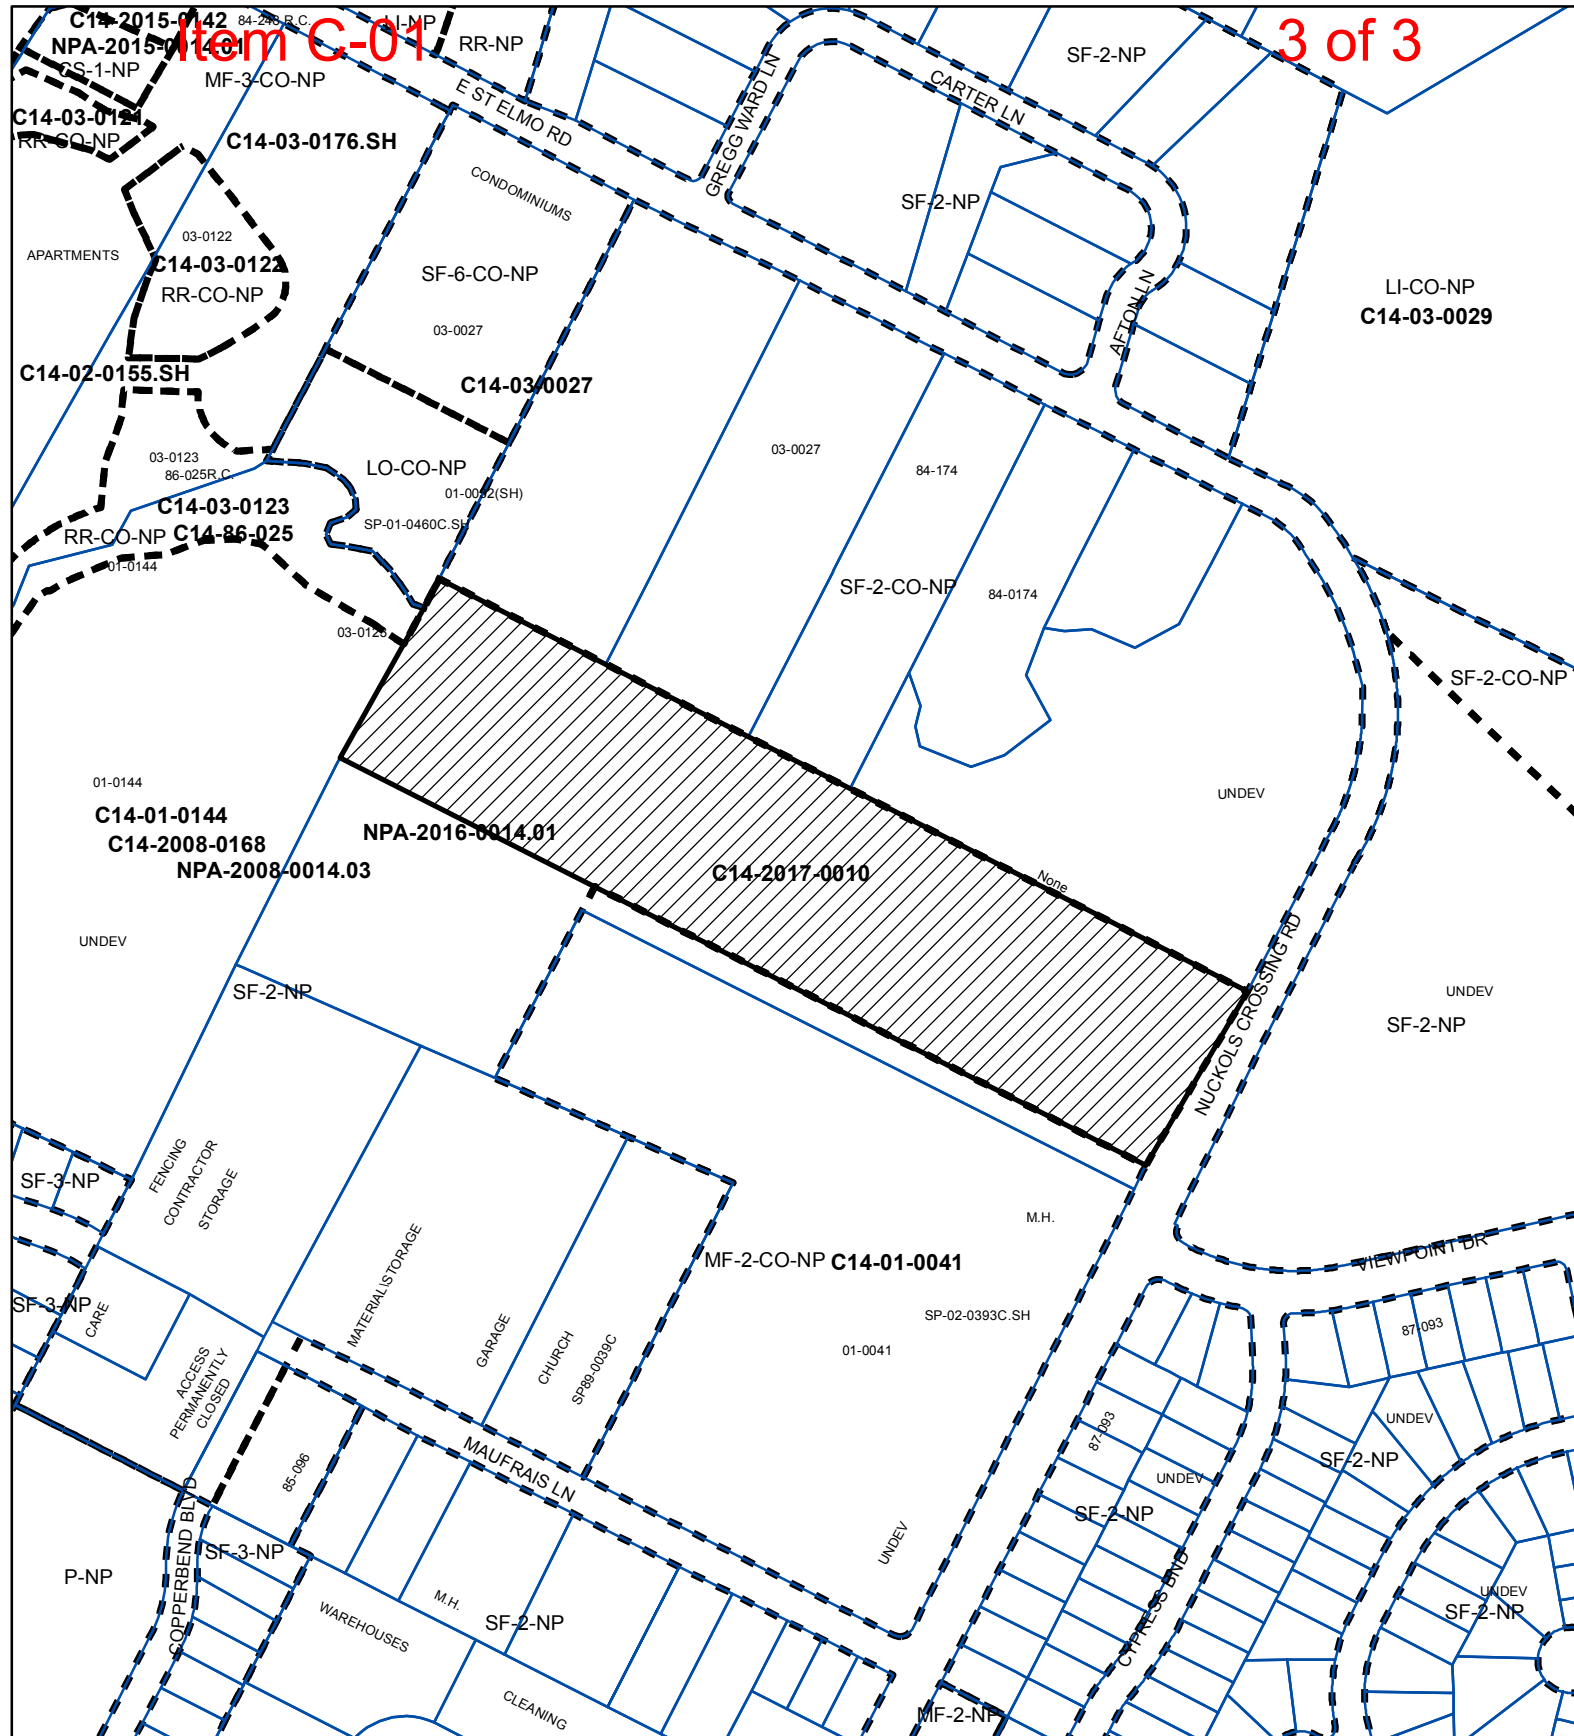 Item C-01
3 of 3
C14-2015-0142
84-248 R.C.
LI-NP
NPA-2015-0014.01
CS-1-NP
RR-NP
SF-2-NP
MF-3-CO-NP
E ST ELMO RD
GREGG WARD LN
CARTER LN
C14-03-0121
RR-CO-NP
C14-03-0176.SH
CONDOMINIUMS
SF-2-NP
APARTMENTS
03-0122
C14-03-0122
RR-CO-NP
SF-6-CO-NP
03-0027
AFTON LN
LI-CO-NP
C14-03-0029
C14-02-0155.SH
C14-03-0027
03-0123
86-025R.C.
LO-CO-NP
01-0092(SH)
SP-01-0460C.SH
03-0027
84-174
C14-03-0123
RR-CO-NP
C14-86-025
01-0144
SF-2-CO-NP
84-0174
03-0123
SF-2-CO-NP
01-0144
UNDEV
C14-01-0144
C14-2008-0168
NPA-2008-0014.03
NPA-2016-0014.01
C14-2017-0010
None
UNDEV
SF-2-NP
NUCKOLS CROSSING RD
UNDEV
SF-2-NP
FENCING
CONTRACTOR
STORAGE
SF-3-NP
M.H.
MATERIALSTORAGE
MF-2-CO-NP
C14-01-0041
VIEWPOINT DR
SF-3-NP
CARE
GARAGE
CHURCH
SP89-0039C
SP-02-0393C.SH
01-0041
87-093
ACCESS
PERMANENTLY
CLOSED
UNDEV
87-093
MAUFRAIS LN
85-096
SF-2-NP
UNDEV
COPPERBEND BLVD
SF-2-NP
UNDEV
SF-3-NP
P-NP
M.H.
WAREHOUSES
SF-2-NP
CYPRESS BND
UNDEV
SF-2-NP
CLEANING
MF-2-NP